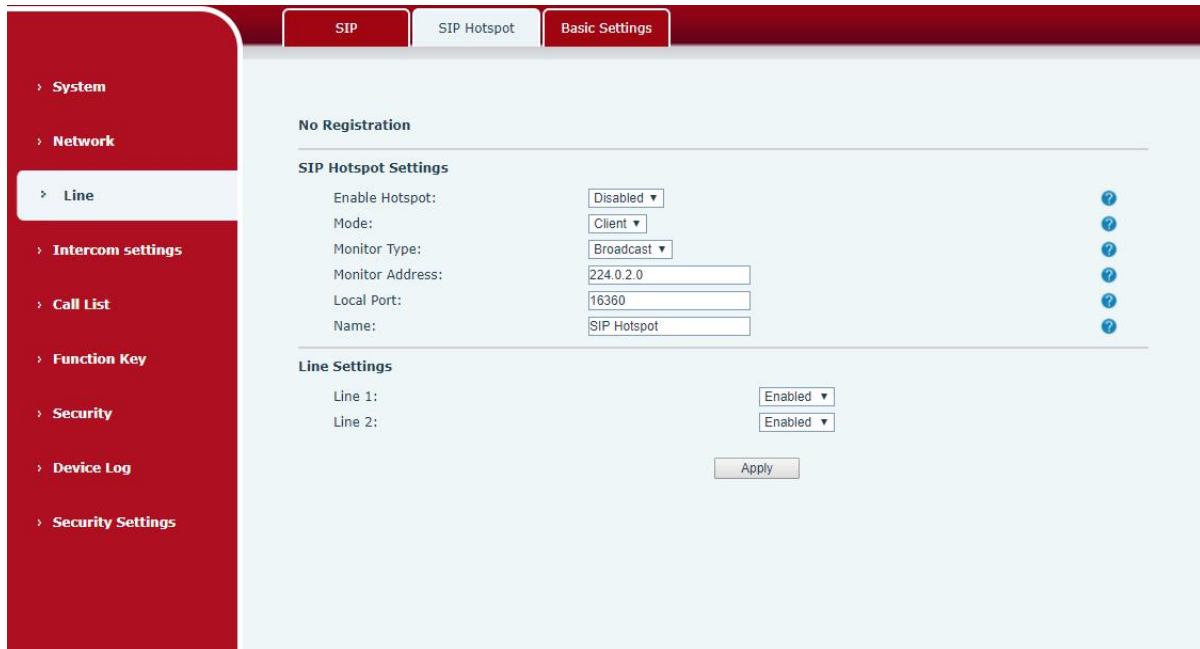 SIP SIP Hotspot Basic Settings
System
Network
Line
Intercom settings
Call List
Function Key
Security
Device Log
Security Settings
No Registration
SIP Hotspot Settings
Enable Hotspot: Disabled
Mode: Client
Monitor Type: Broadcast
Monitor Address: 224.0.2.0
Local Port: 16360
Name: SIP Hotspot
Line Settings
Line 1: Enabled
Line 2: Enabled
Apply